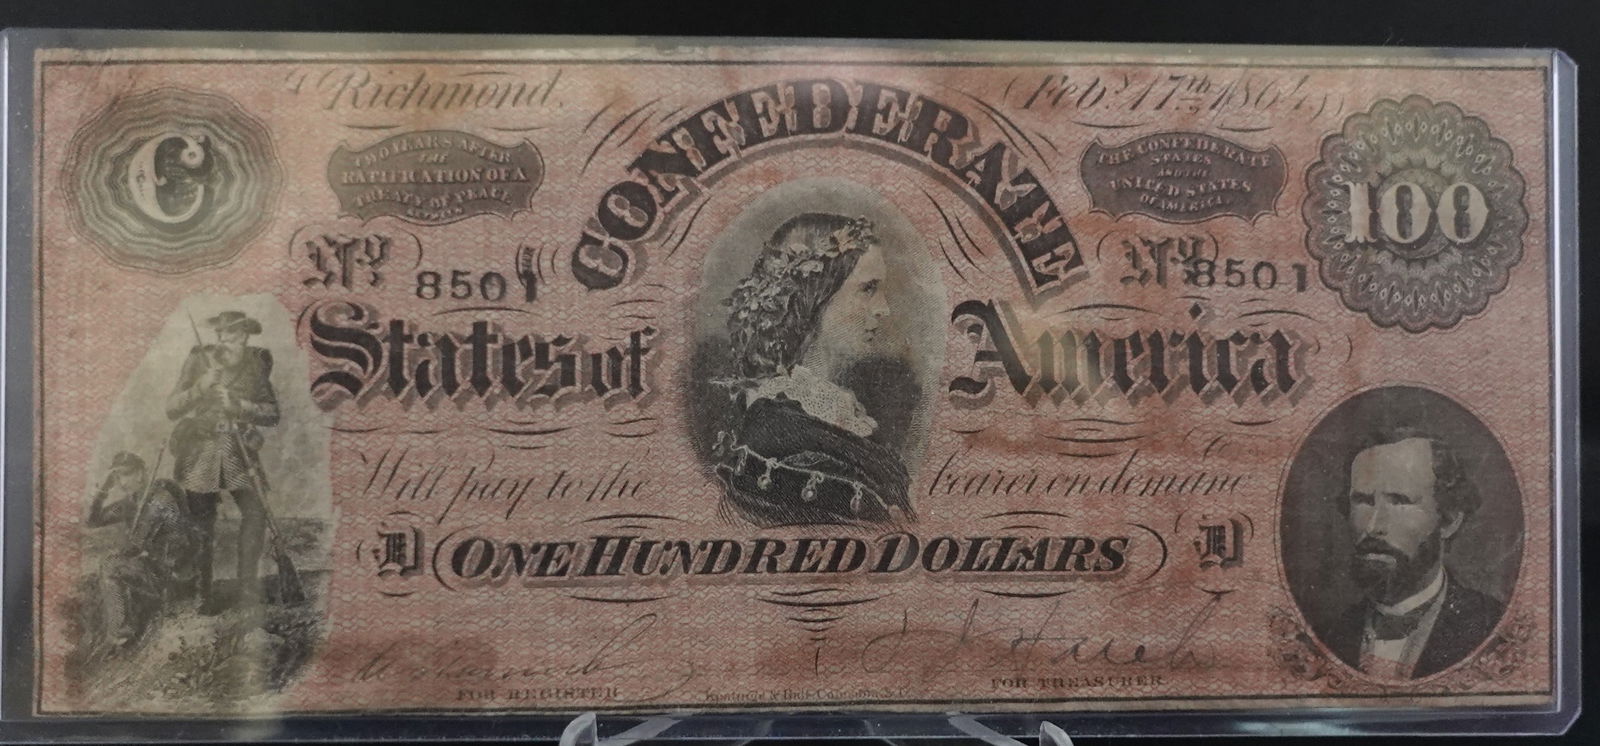 Richmond,
Feby. 17th 1864
C
TWO YEARS AFTER
THE
RATIFICATION OF A
TREATY OF PEACE
BETWEEN
CONFEDERATE
THE CONFEDERATE
STATES
AND THE
UNITED STATES
OF AMERICA.
100
No. 8501
No. 8501
States of America
Will pay to the bearer on demand
D ONE HUNDRED DOLLARS D
FOR REGISTER
FOR TREASURER